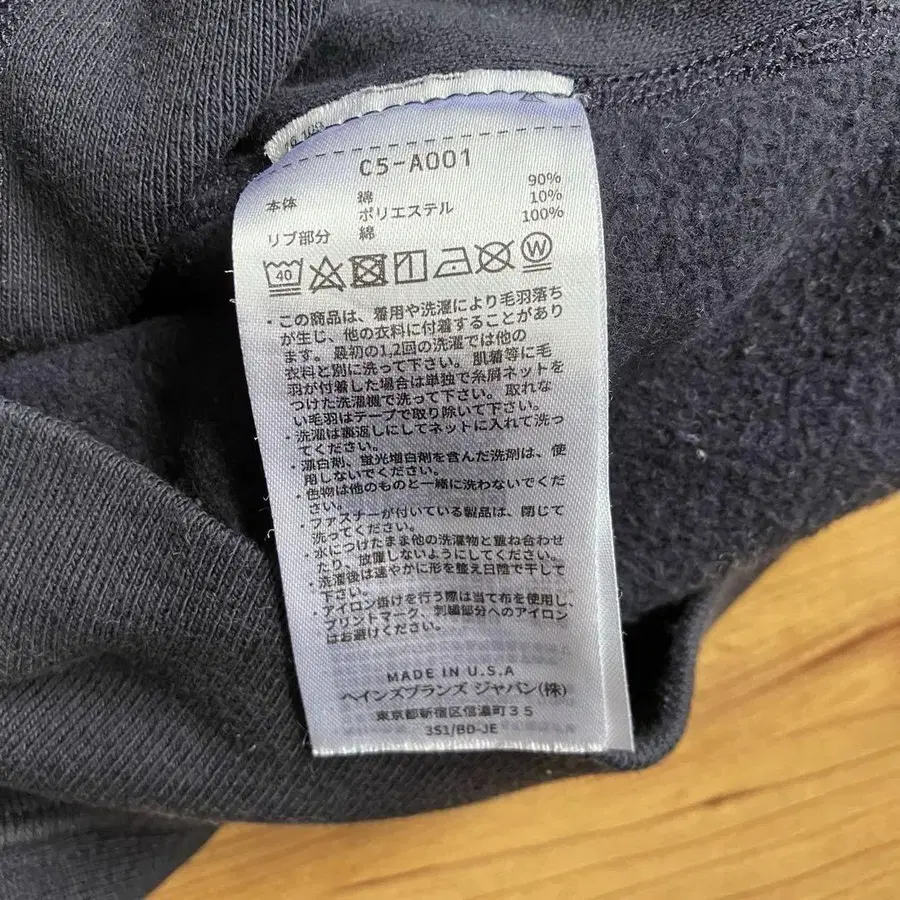 C5-A001
本体 綿 90%
ポリエステル 10%
リブ部分 綿 100%
40
W
・この商品は、着用や洗濯により毛羽落ち
が生じ、他の衣料に付着することがあり
ます。最初の1,2回の洗濯では他の
衣料と別に洗って下さい。肌着等に毛
羽が付着した場合は単独で糸屑ネットを
つけた洗濯機で洗って下さい。取れな
い毛羽はテープで取り除いて下さい。
・洗濯は裏返しにしてネットに入れて洗っ
てください。
・漂白剤、蛍光増白剤を含んだ洗剤は、使
用しないでください。
・色物は他のものと一緒に洗わないでくだ
さい。
・ファスナーが付いている製品は、閉じて
洗ってください。
・水につけたまま他の洗濯物と重ね合わせ
たり、放置しないようにしてください。
・洗濯後は速やかに形を整え日陰で干して
下さい。
・アイロン掛けを行う際は当て布を使用し、
プリントマーク、刺繍部分へのアイロン
はお避けください。
MADE IN U.S.A
ヘインズブランズ ジャパン(株)
東京都新宿区信濃町35
3S1/BD-JE